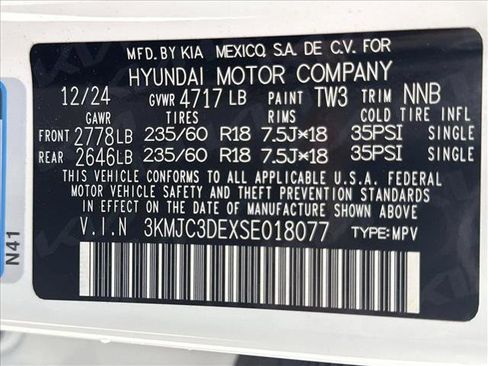 MFD. BY KIA MEXICO, S.A. DE C.V. FOR
HYUNDAI MOTOR COMPANY
12/24 GVWR 4717 LB PAINT TW3 TRIM NNB
GAWR TIRES RIMS COLD TIRE INFL
FRONT 2778LB 235/60 R18 7.5J×18 35PSI SINGLE
REAR 2646LB 235/60 R18 7.5J×18 35PSI SINGLE
THIS VEHICLE CONFORMS TO ALL APPLICABLE U.S.A. FEDERAL
MOTOR VEHICLE SAFETY AND THEFT PREVENTION STANDARDS
IN EFFECT ON THE DATE OF MANUFACTURE SHOWN ABOVE.
V.I.N 3KMJC3DEXSE018077 TYPE:MPV
N41